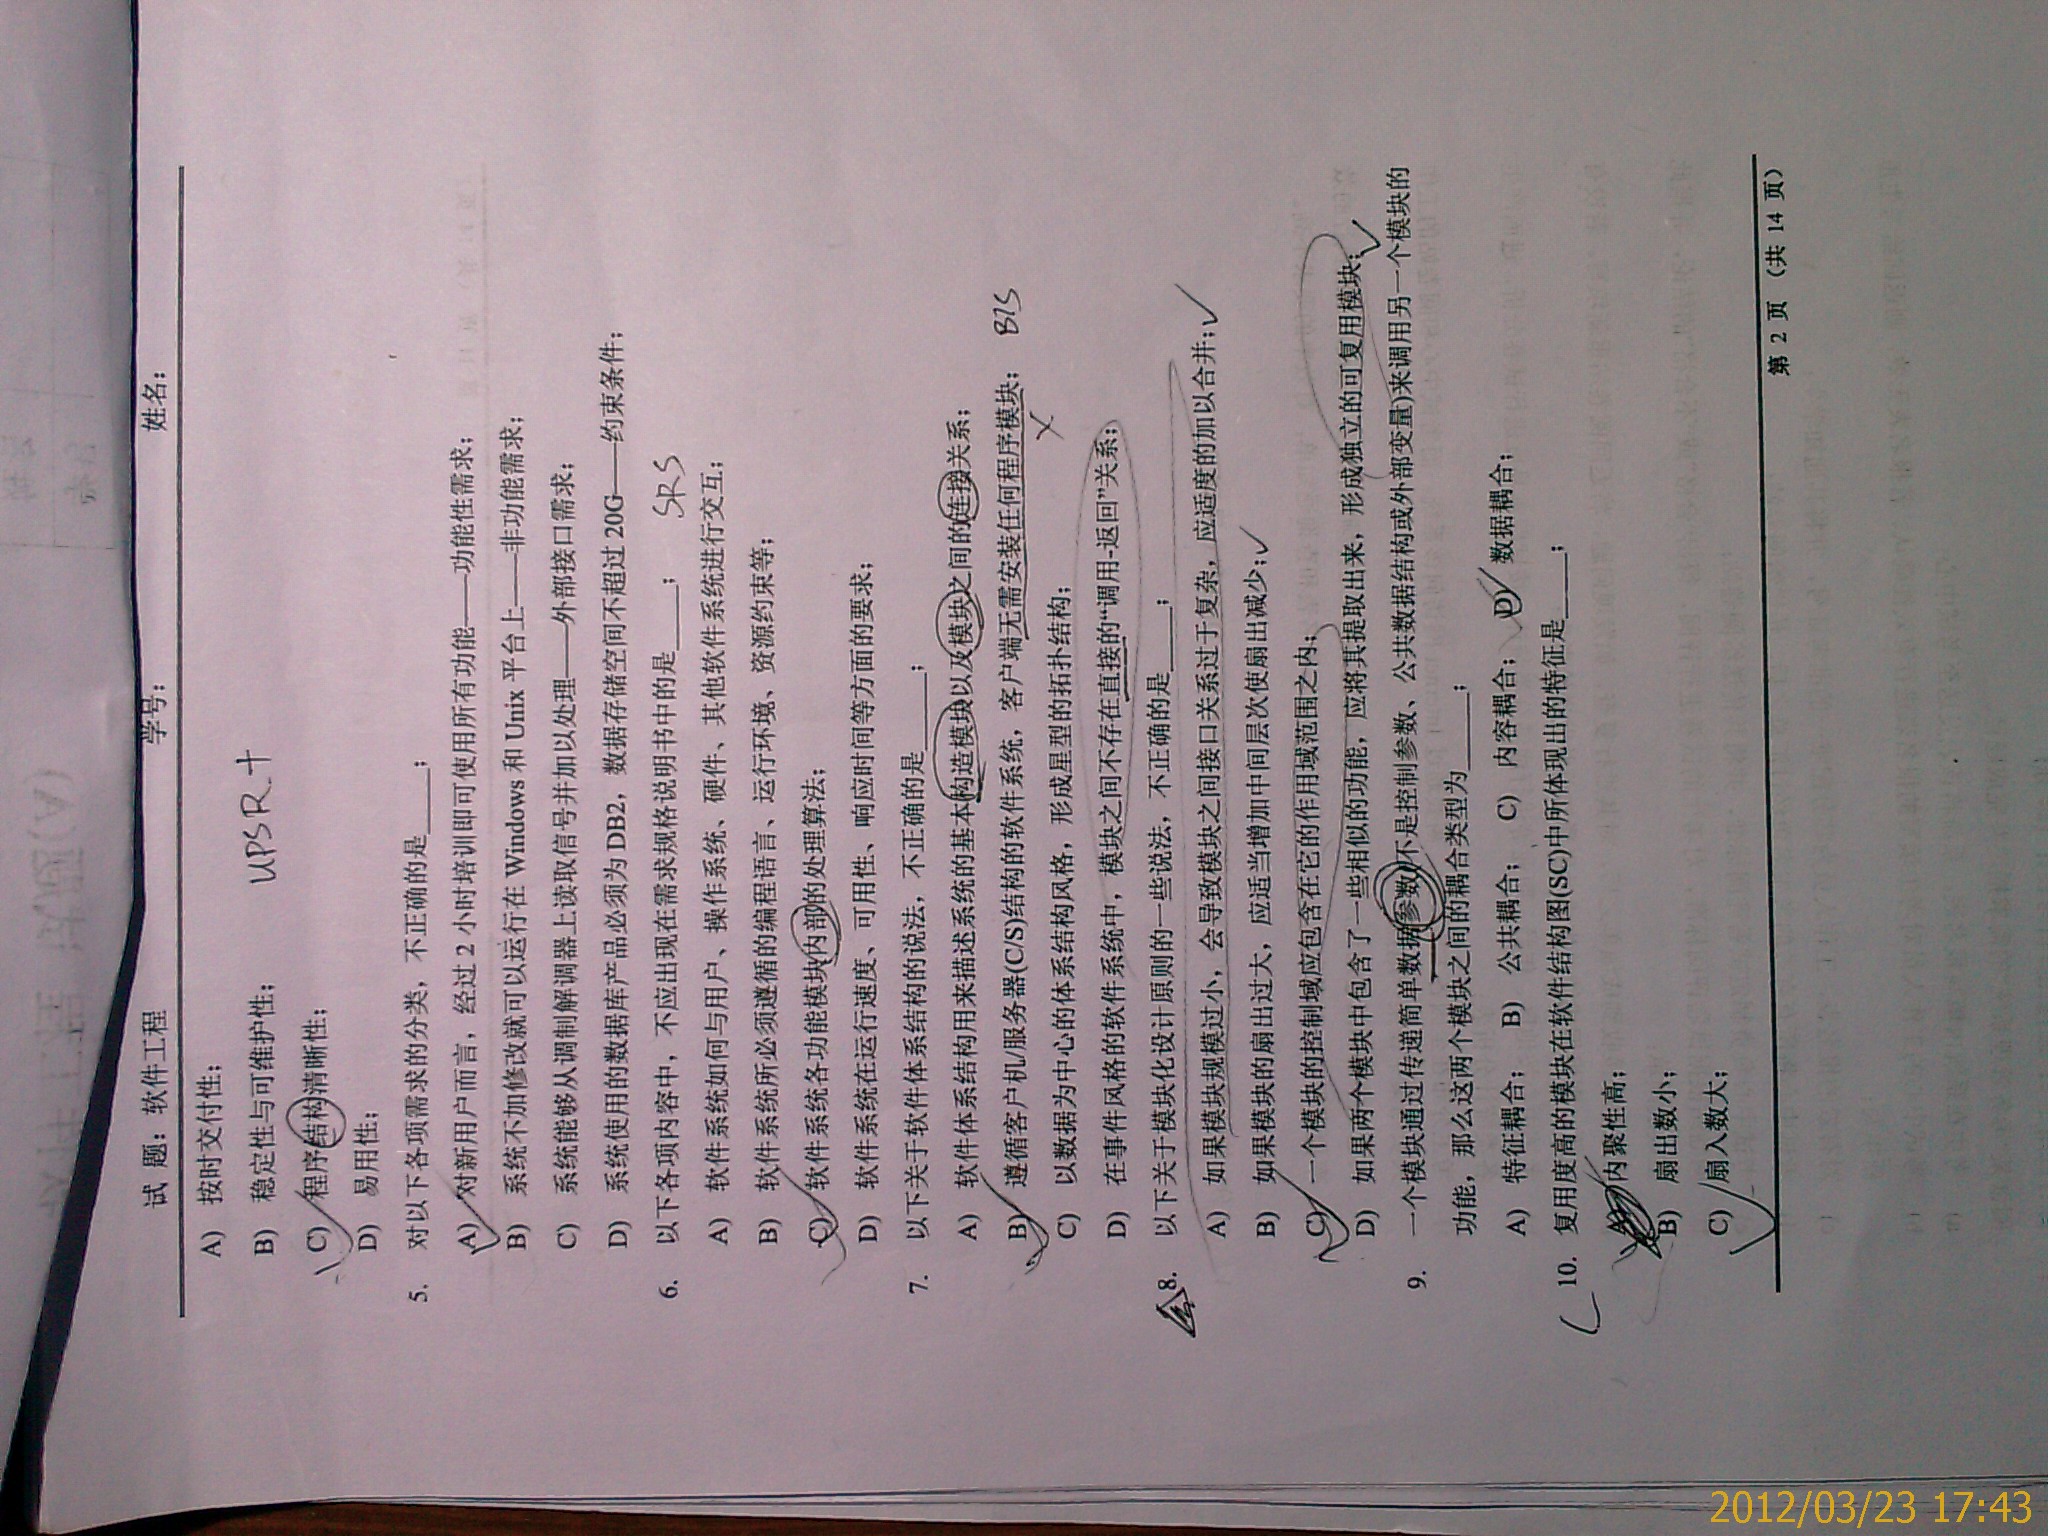 试 题：软件工程 学号： 姓名：
A) 按时交付性；
B) 稳定性与可维护性； UPSR+
C) 程序结构清晰性；
D) 易用性；
5. 对以下各项需求的分类，不正确的是____；
A) 对新用户而言，经过 2 小时培训即可使用所有功能——功能性需求；
B) 系统不加修改就可以运行在 Windows 和 Unix 平台上——非功能需求；
C) 系统能够从调制解调器上读取信号并加以处理——外部接口需求；
D) 系统使用的数据库产品必须为 DB2，数据存储空间不超过 20G——约束条件；
6. 以下各项内容中，不应出现在需求规格说明书中的是____； SRS
A) 软件系统如何与用户、操作系统、硬件、其他软件系统进行交互；
B) 软件系统所必须遵循的编程语言、运行环境、资源约束等；
C) 软件系统各功能模块内部的处理算法；
D) 软件系统在运行速度、可用性、响应时间等方面的要求；
7. 以下关于软件体系结构的说法，不正确的是____；
A) 软件体系结构用来描述系统的基本构造模块以及模块之间的连接关系；
B) 遵循客户机/服务器(C/S)结构的软件系统，客户端无需安装任何程序模块； B/S
C) 以数据为中心的体系结构风格，形成星型的拓扑结构；
D) 在事件风格的软件系统中，模块之间不存在直接的“调用-返回”关系；
8. 以下关于模块化设计原则的一些说法，不正确的是____；
A) 如果模块规模过小，会导致模块之间接口关系过于复杂，应适度的加以合并；
B) 如果模块的扇出过大，应适当增加中间层次使扇出减少；
C) 一个模块的控制域应包含在它的作用域范围之内；
D) 如果两个模块中包含了一些相似的功能，应将其提取出来，形成独立的可复用模块；
9. 一个模块通过传递简单数据参数(不是控制参数、公共数据结构或外部变量)来调用另一个模块的
功能，那么这两个模块之间的耦合类型为____；
A) 特征耦合； B) 公共耦合； C) 内容耦合； D) 数据耦合；
10. 复用度高的模块在软件结构图(SC)中所体现出的特征是____；
内聚性高；
B) 扇出数小；
C) 扇入数大；
第 2 页 （共 14 页）
2012/03/23 17:43